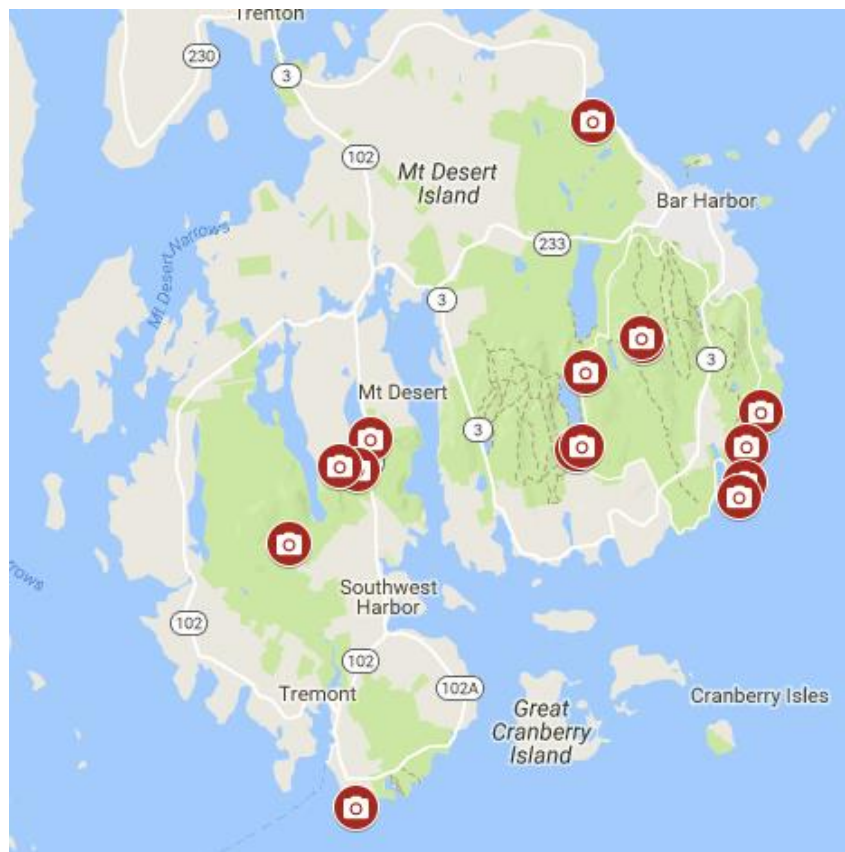 Trenton
230
3
102
Mt Desert
Island
Bar Harbor
Mt Desert Narrows
233
3
3
Mt Desert
3
Southwest
Harbor
102
102
Tremont
102A
Cranberry Isles
Great
Cranberry
Island